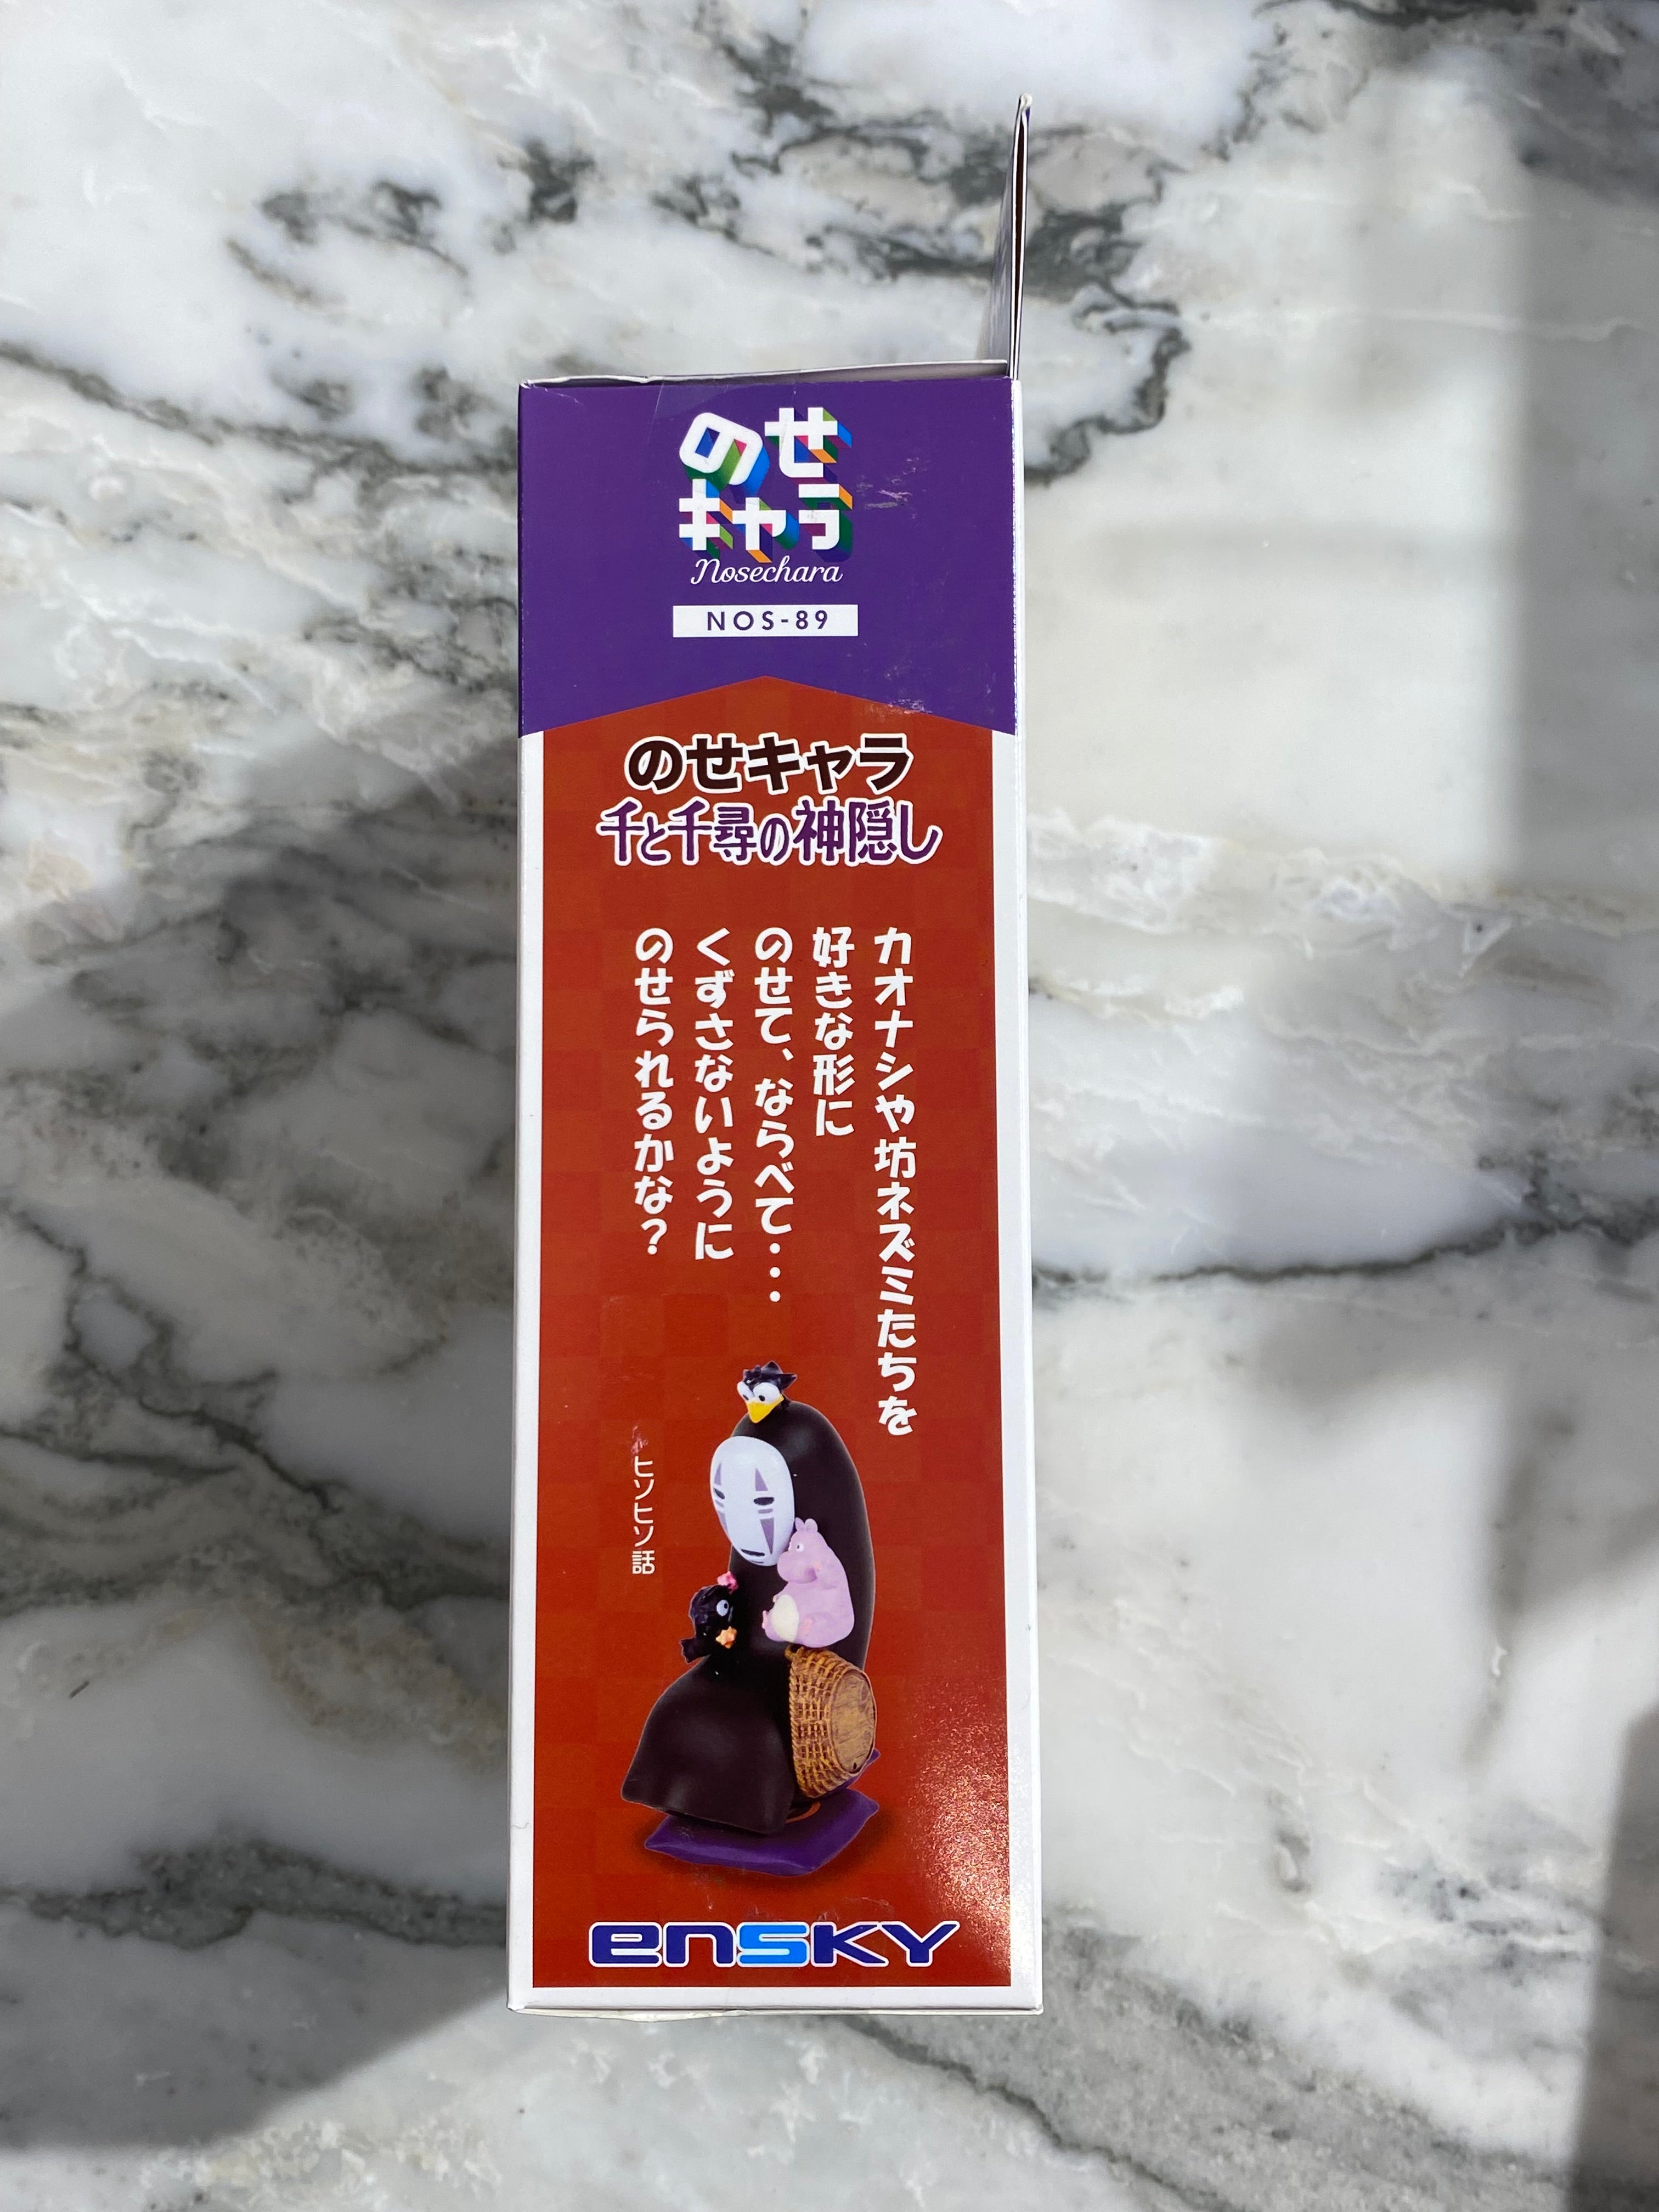 のせ
キャラ
Nosechara
NOS-89
のせキャラ
千と千尋の神隠し
カオナシや坊ネズミたちを
好きな形に
のせて、ならべて・・・
くずさないように
のせられるかな？
ヒソヒソ話
ensky